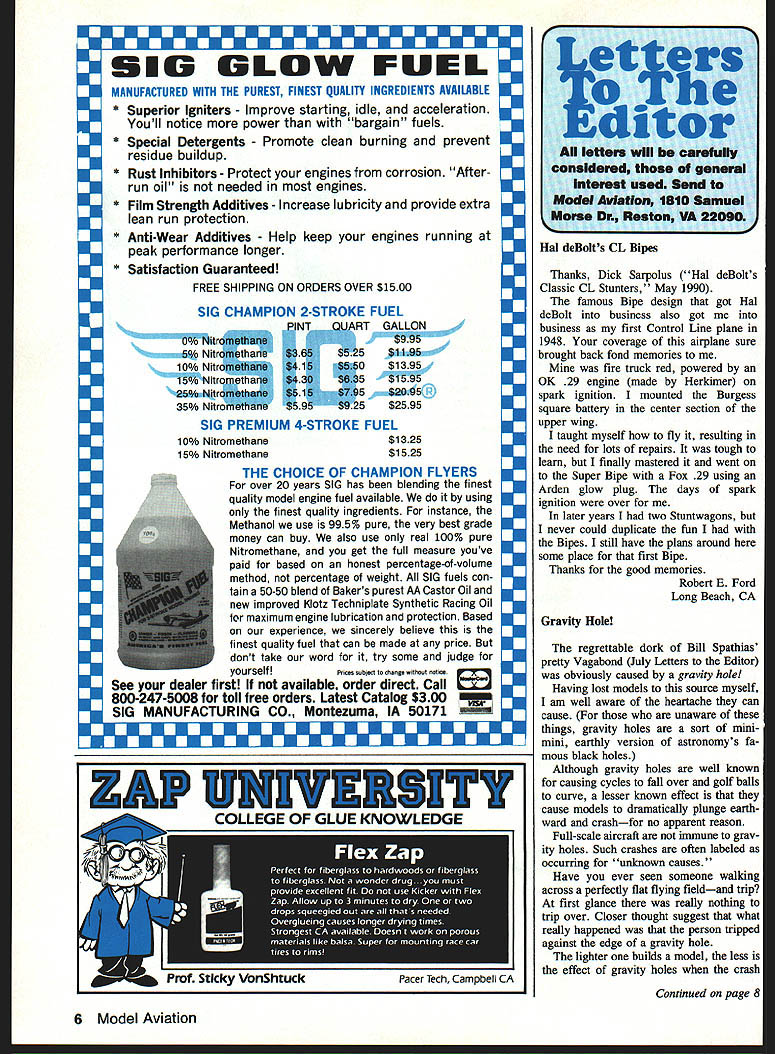 SIG GLOW FUEL
MANUFACTURED WITH THE PUREST, FINEST QUALITY INGREDIENTS AVAILABLE
* Superior Igniters - Improve starting, idle, and acceleration.
You'll notice more power than with "bargain" fuels.
* Special Detergents - Promote clean burning and prevent
residue buildup.
* Rust Inhibitors - Protect your engines from corrosion. "After-
run oil" is not needed in most engines.
* Film Strength Additives - Increase lubricity and provide extra
lean run protection.
* Anti-Wear Additives - Help keep your engines running at
peak performance longer.
* Satisfaction Guaranteed!
FREE SHIPPING ON ORDERS OVER $15.00
SIG CHAMPION 2-STROKE FUEL
PINT QUART GALLON
0% Nitromethane $9.95
5% Nitromethane $3.65 $5.25 $11.95
10% Nitromethane $4.15 $5.50 $13.95
15% Nitromethane $4.30 $6.35 $15.95
25% Nitromethane $5.15 $7.95 $20.95
35% Nitromethane $5.95 $9.25 $25.95
SIG ®
SIG PREMIUM 4-STROKE FUEL
10% Nitromethane $13.25
15% Nitromethane $15.25
THE CHOICE OF CHAMPION FLYERS
For over 20 years SIG has been blending the finest
quality model engine fuel available. We do it by using
only the finest quality ingredients. For instance, the
Methanol we use is 99.5% pure, the very best grade
money can buy. We also use only real 100% pure
Nitromethane, and you get the full measure you've
paid for based on an honest percentage-of-volume
method, not percentage of weight. All SIG fuels con-
tain a 50-50 blend of Baker's purest AA Castor Oil and
new improved Klotz Techniplate Synthetic Racing Oil
for maximum engine lubrication and protection. Based
on our experience, we sincerely believe this is the
finest quality fuel that can be made at any price. But
don't take our word for it, try some and judge for
yourself!
Prices subject to change without notice.
10%
SIG
CHAMPION FUEL
AMERICA'S FINEST FUEL
See your dealer first! If not available, order direct. Call
800-247-5008 for toll free orders. Latest Catalog $3.00
SIG MANUFACTURING CO., Montezuma, IA 50171
MasterCard
VISA
ZAP UNIVERSITY
COLLEGE OF GLUE KNOWLEDGE
Flex Zap
Perfect for fiberglass to hardwoods or fiberglass
to fiberglass. Not a wonder drug...you must
provide excellent fit. Do not use Kicker with Flex
Zap. Allow up to 3 minutes to dry. One or two
drops squeegied out are all that's needed.
Overglueing causes longer drying times.
Strongest CA available. Doesn't work on porous
materials like balsa. Super for mounting race car
tires to rims!
PACER TECH
Prof. Sticky VonShtuck
Pacer Tech, Campbell CA
6 Model Aviation
Letters
To The
Editor
All letters will be carefully
considered, those of general
interest used. Send to
Model Aviation, 1810 Samuel
Morse Dr., Reston, VA 22090.
Hal deBolt's CL Bipes
Thanks, Dick Sarpolus ("Hal deBolt's
Classic CL Stunters," May 1990).
The famous Bipe design that got Hal
deBolt into business also got me into
business as my first Control Line plane in
1948. Your coverage of this airplane sure
brought back fond memories to me.
Mine was fire truck red, powered by an
OK .29 engine (made by Herkimer) on
spark ignition. I mounted the Burgess
square battery in the center section of the
upper wing.
I taught myself how to fly it, resulting in
the need for lots of repairs. It was tough to
learn, but I finally mastered it and went on
to the Super Bipe with a Fox .29 using an
Arden glow plug. The days of spark
ignition were over for me.
In later years I had two Stuntwagons, but
I never could duplicate the fun I had with
the Bipes. I still have the plans around here
some place for that first Bipe.
Thanks for the good memories.
Robert E. Ford
Long Beach, CA
Gravity Hole!
The regrettable dork of Bill Spathias'
pretty Vagabond (July Letters to the Editor)
was obviously caused by a gravity hole!
Having lost models to this source myself,
I am well aware of the heartache they can
cause. (For those who are unaware of these
things, gravity holes are a sort of mini-
mini, earthly version of astronomy's fa-
mous black holes.)
Although gravity holes are well known
for causing cycles to fall over and golf balls
to curve, a lesser known effect is that they
cause models to dramatically plunge earth-
ward and crash—for no apparent reason.
Full-scale aircraft are not immune to grav-
ity holes. Such crashes are often labeled as
occurring for "unknown causes."
Have you ever seen someone walking
across a perfectly flat flying field—and trip?
At first glance there was really nothing to
trip over. Closer thought suggest that what
really happened was that the person tripped
against the edge of a gravity hole.
The lighter one builds a model, the less is
the effect of gravity holes when the crash
Continued on page 8